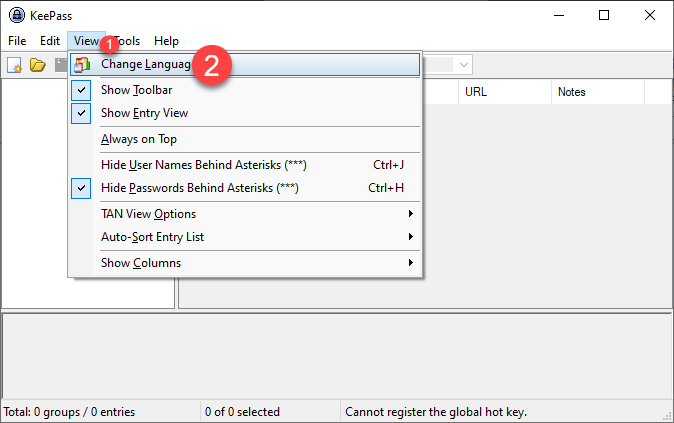 KeePass
File Edit View 1 Tools Help
Change Languag 2
Show Toolbar
URL Notes
Show Entry View
Always on Top
Hide User Names Behind Asterisks (***) Ctrl+J
Hide Passwords Behind Asterisks (***) Ctrl+H
TAN View Options
Auto-Sort Entry List
Show Columns
Total: 0 groups / 0 entries 0 of 0 selected Cannot register the global hot key.